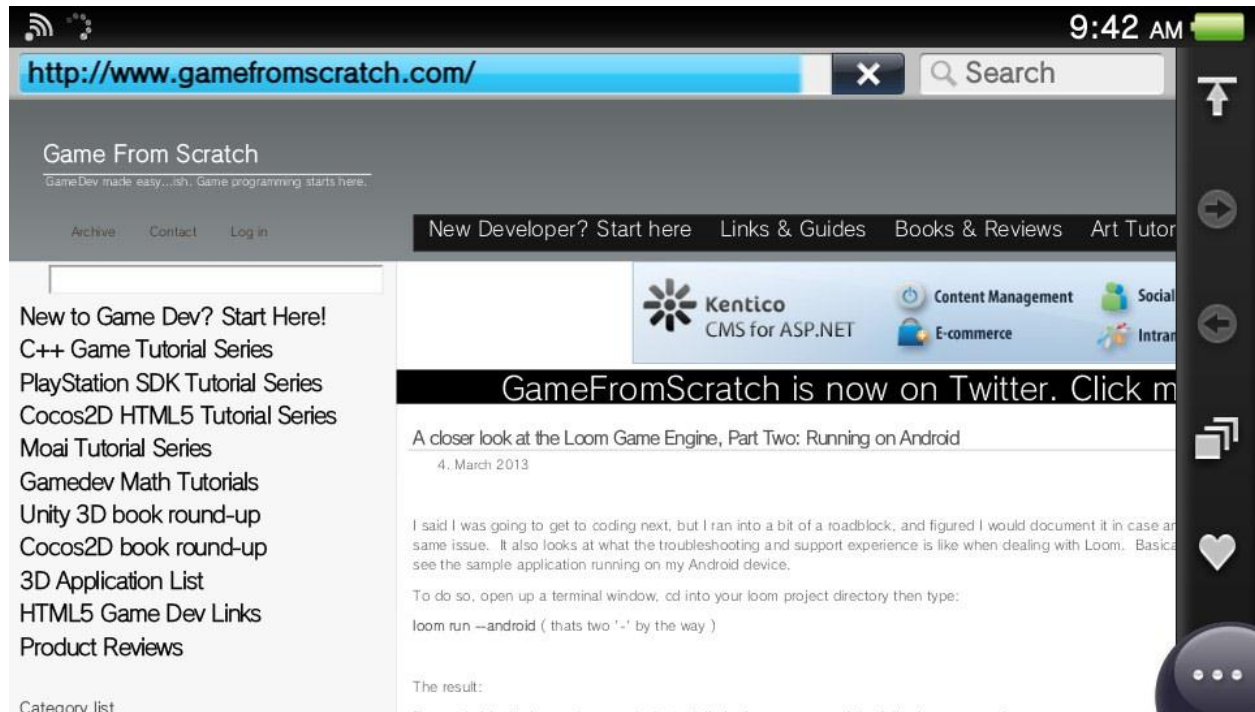 9:42 AM
http://www.gamefromscratch.com/
Search
Game From Scratch
GameDev made easy...ish. Game programming starts here.
Archive Contact Log in
New Developer? Start here Links & Guides Books & Reviews Art Tutor
New to Game Dev? Start Here!
C++ Game Tutorial Series
PlayStation SDK Tutorial Series
Cocos2D HTML5 Tutorial Series
Moai Tutorial Series
Gamedev Math Tutorials
Unity 3D book round-up
Cocos2D book round-up
3D Application List
HTML5 Game Dev Links
Product Reviews
Category list
Kentico
CMS for ASP.NET
Content Management
E-commerce
Social
Intran
GameFromScratch is now on Twitter. Click m
A closer look at the Loom Game Engine, Part Two: Running on Android
4. March 2013
I said I was going to get to coding next, but I ran into a bit of a roadblock, and figured I would document it in case
same issue. It also looks at what the troubleshooting and support experience is like when dealing with Loom. Basica
see the sample application running on my Android device.
To do so, open up a terminal window, cd into your loom project directory then type:
loom run --android ( thats two '-' by the way )
The result: